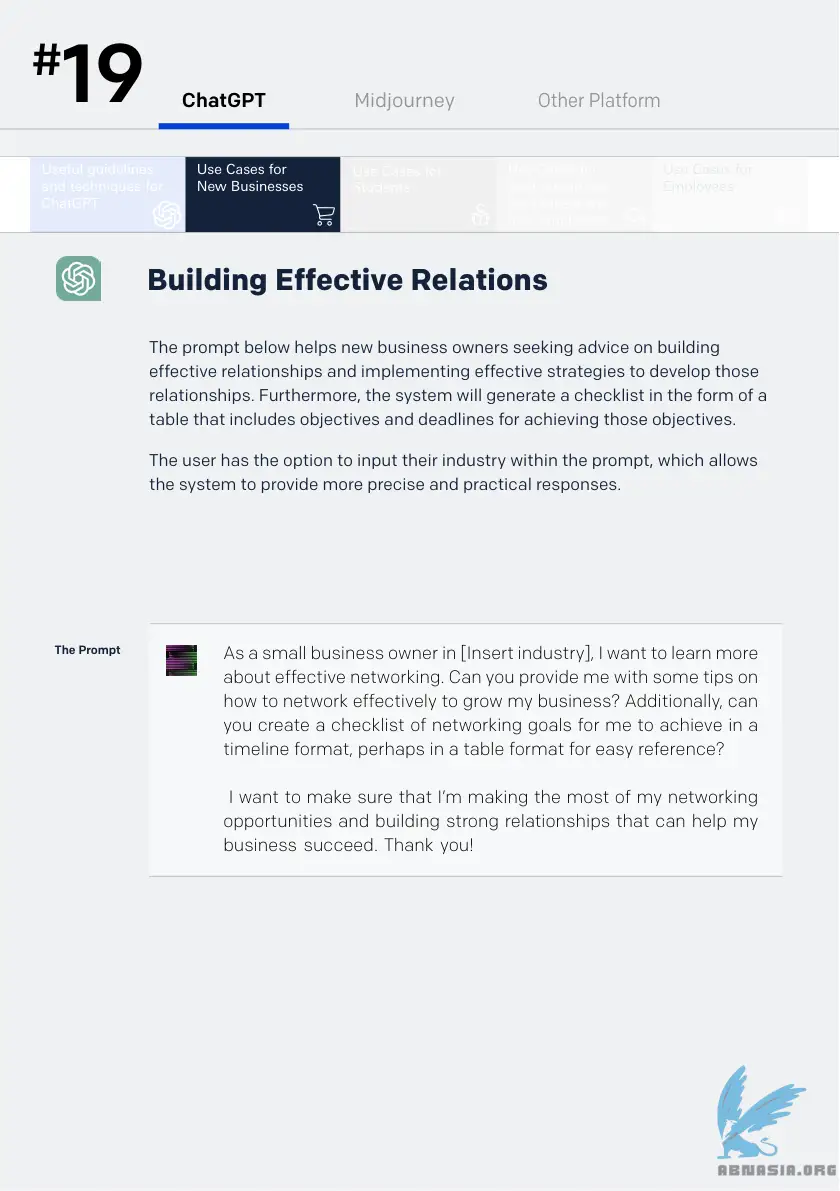 #19
ChatGPT
Midjourney
Other Platform
Useful guidelines
and techniques for
ChatGPT
Use Cases for
New Businesses
Use Cases for
Students
Use Cases for
Employees
Building Effective Relations
The prompt below helps new business owners seeking advice on building
effective relationships and implementing effective strategies to develop those
relationships. Furthermore, the system will generate a checklist in the form of a
table that includes objectives and deadlines for achieving those objectives.
The user has the option to input their industry within the prompt, which allows
the system to provide more precise and practical responses.
The Prompt
As a small business owner in [Insert industry], I want to learn more
about effective networking. Can you provide me with some tips on
how to network effectively to grow my business? Additionally, can
you create a checklist of networking goals for me to achieve in a
timeline format, perhaps in a table format for easy reference?
I want to make sure that I’m making the most of my networking
opportunities and building strong relationships that can help my
business succeed. Thank you!
ABNASIA.ORG